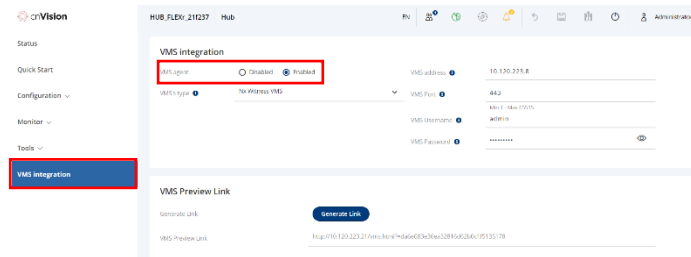 cnVision
HUB_FLEXr_21f237 Hub
EN
Administrator
Status
Quick Start
Configuration
Monitor
Tools
VMS integration
VMS integration
VMS agent
Disabled
Enabled
VMS's type
Nx Witness VMS
VMS address
10.120.223.8
VMS Port
443
VMS Username
admin
VMS Password
•••••••••
VMS Preview Link
Generate Link
Generate Link
VMS Preview Link